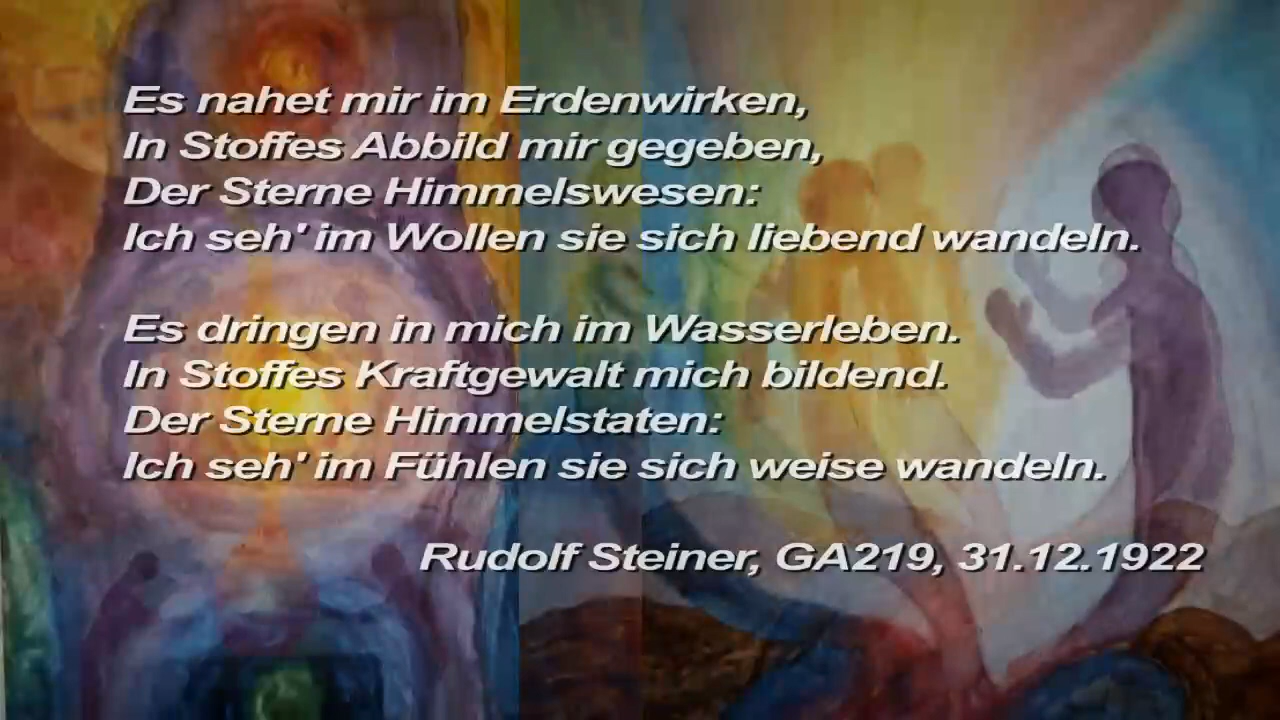 Es nahet mir im Erdenwirken,
In Stoffes Abbild mir gegeben,
Der Sterne Himmelswesen:
Ich seh' im Wollen sie sich liebend wandeln.
Es dringen in mich im Wasserleben.
In Stoffes Kraftgewalt mich bildend.
Der Sterne Himmelstaten:
Ich seh' im Fühlen sie sich weise wandeln.
Rudolf Steiner, GA219, 31.12.1922